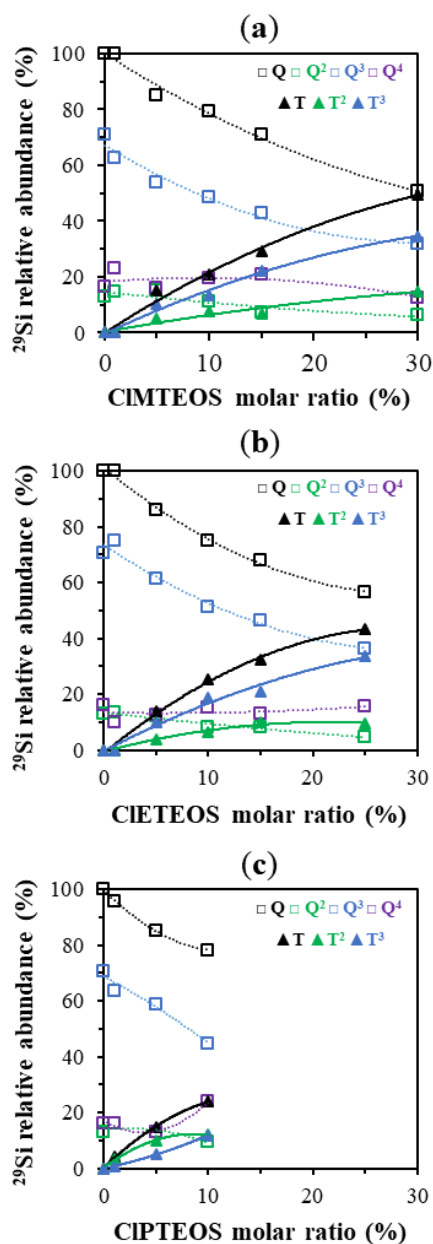 (a)
100
80
60
40
20
0
²⁹Si relative abundance (%)
Q Q² Q³ Q⁴
T T² T³
0 10 20 30
ClMTEOS molar ratio (%)
(b)
100
80
60
40
20
0
²⁹Si relative abundance (%)
Q Q² Q³ Q⁴
T T² T³
0 10 20 30
ClETEOS molar ratio (%)
(c)
100
80
60
40
20
0
²⁹Si relative abundance (%)
Q Q² Q³ Q⁴
T T² T³
0 10 20 30
ClPTEOS molar ratio (%)